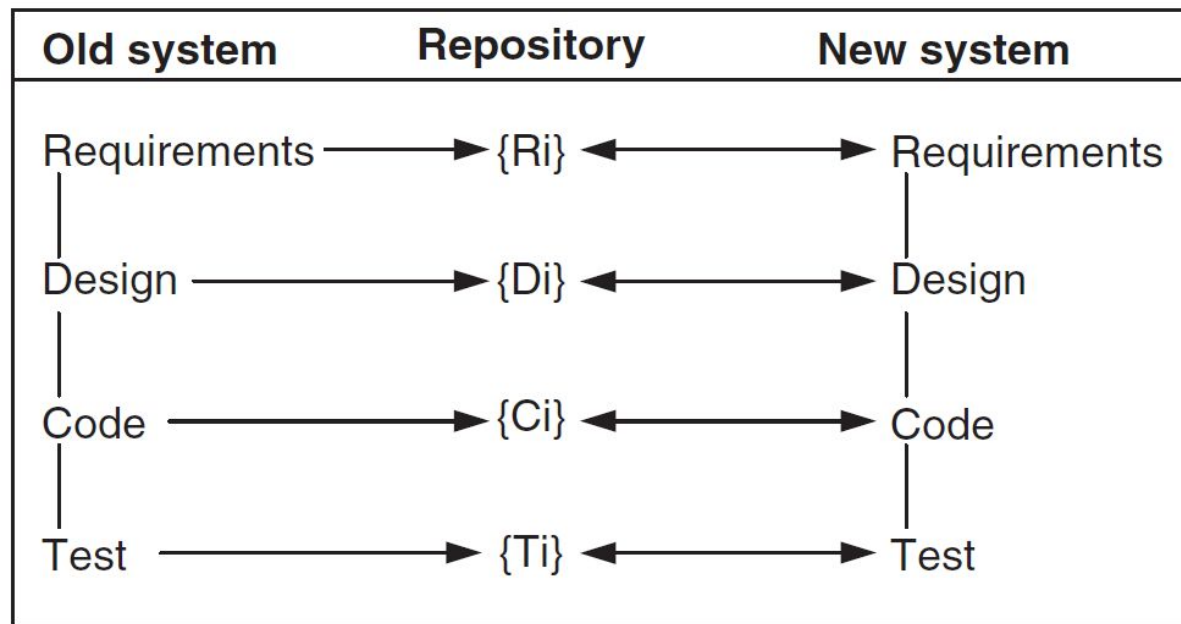 Old system Repository New system
Requirements {Ri} Requirements
Design {Di} Design
Code {Ci} Code
Test {Ti} Test